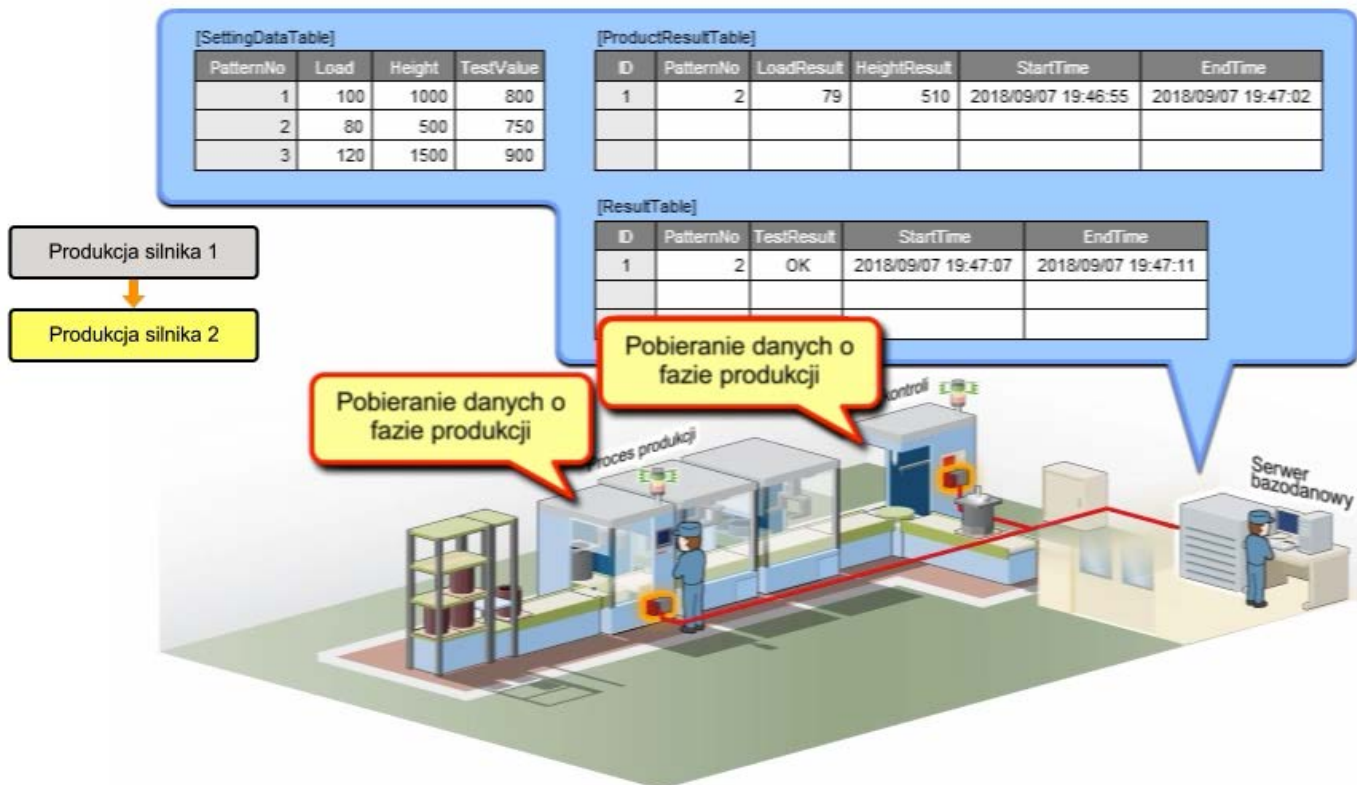 [SettingDataTable]
PatternNo Load Height TestValue
1 100 1000 800
2 80 500 750
3 120 1500 900
[ProductResultTable]
ID PatternNo LoadResult HeightResult StartTime EndTime
1 2 79 510 2018/09/07 19:46:55 2018/09/07 19:47:02
[ResultTable]
ID PatternNo TestResult StartTime EndTime
1 2 OK 2018/09/07 19:47:07 2018/09/07 19:47:11
Produkcja silnika 1
Produkcja silnika 2
Pobieranie danych o
fazie produkcji
Pobieranie danych o
fazie produkcji
Proces produkcji
kontroli
Serwer
bazodanowy